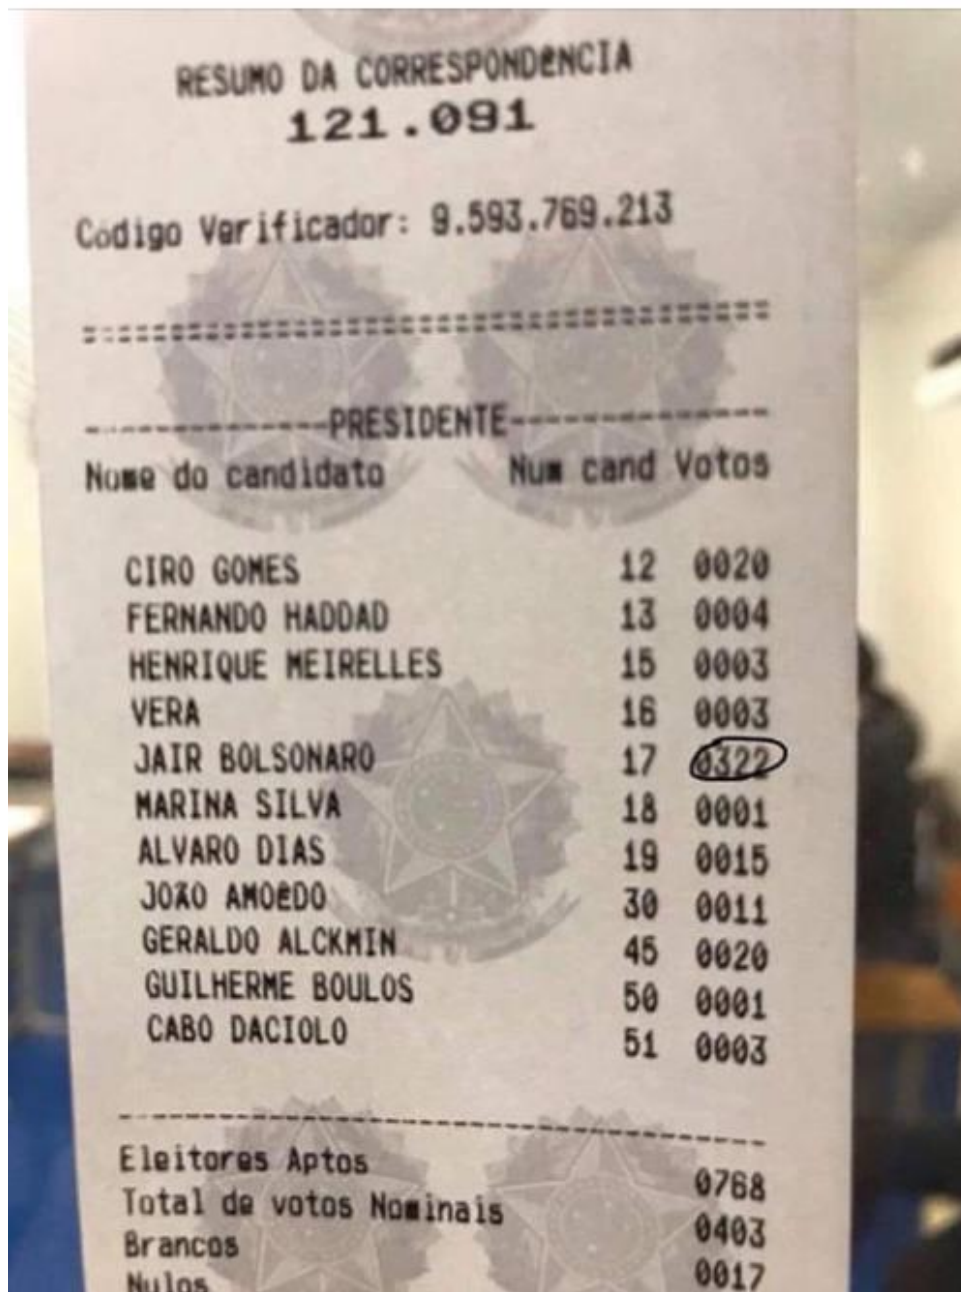 RESUMO DA CORRESPONDêNCIA
121.091
Código Verificador: 9.593.769.213
================================
--------------PRESIDENTE---------------
Nome do candidato Num cand Votos
CIRO GOMES 12 0020
FERNANDO HADDAD 13 0004
HENRIQUE MEIRELLES 15 0003
VERA 16 0003
JAIR BOLSONARO 17 0322
MARINA SILVA 18 0001
ALVARO DIAS 19 0015
JOãO AMOêDO 30 0011
GERALDO ALCKMIN 45 0020
GUILHERME BOULOS 50 0001
CABO DACIOLO 51 0003
----------------------------------------
Eleitores Aptos 0768
Total de votos Nominais 0403
Brancos 0017
Nulos